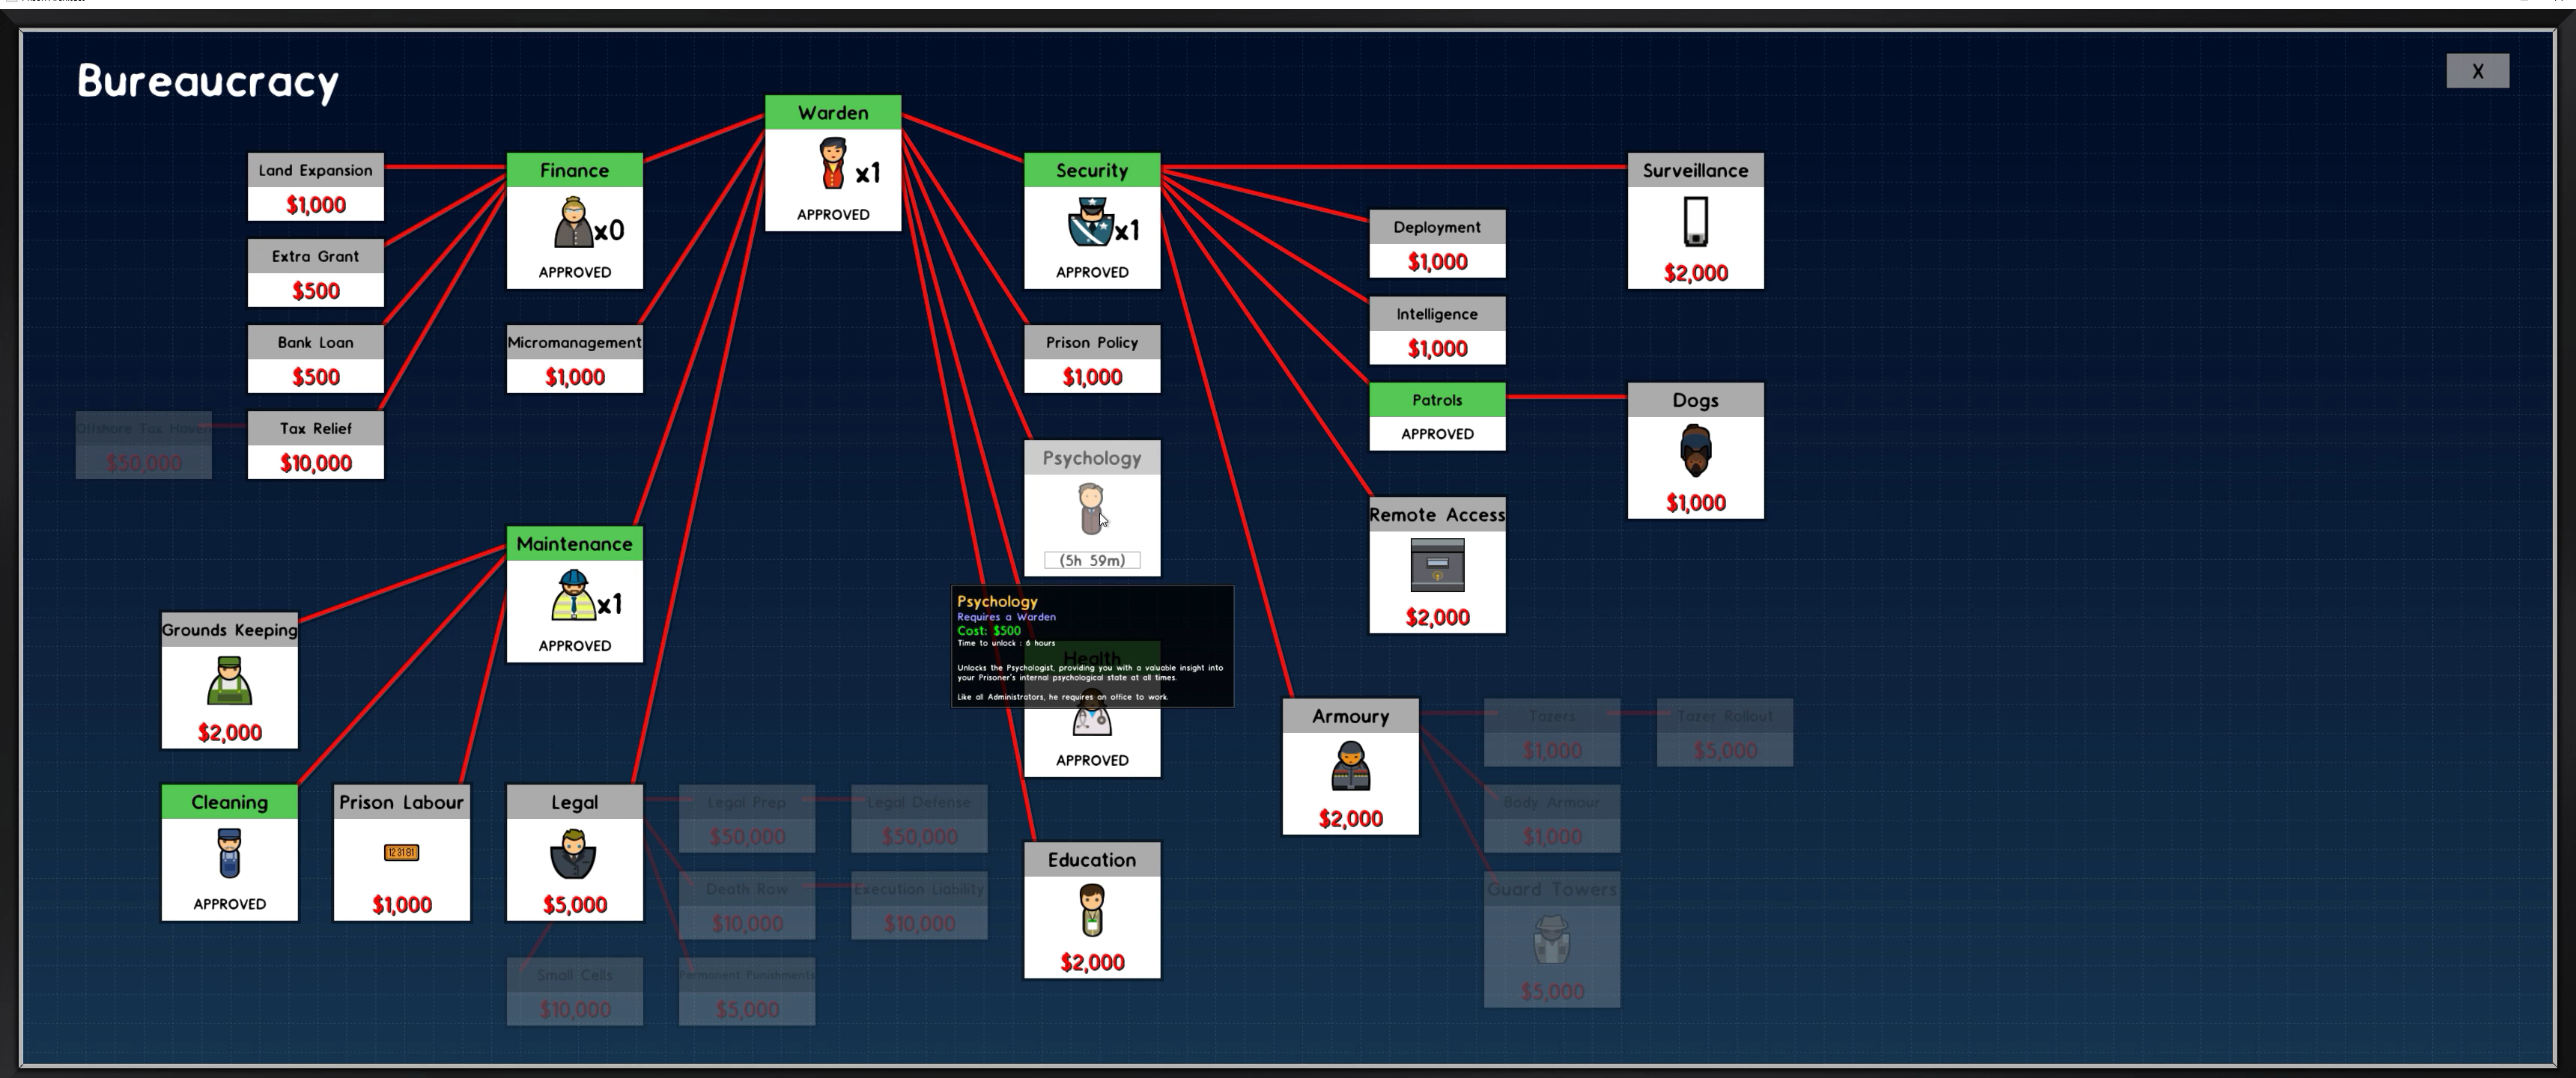 Bureaucracy
X
Warden
x1
APPROVED
Land Expansion
$1,000
Finance
x0
APPROVED
Security
x1
APPROVED
Surveillance
$2,000
Deployment
$1,000
Extra Grant
$500
Intelligence
$1,000
Bank Loan
$500
Micromanagement
$1,000
Prison Policy
$1,000
Patrols
APPROVED
Dogs
$1,000
Offshore Tax Haven
$50,000
Tax Relief
$10,000
Psychology
(5h 59m)
Remote Access
$2,000
Maintenance
x1
APPROVED
Psychology
Requires a Warden
Cost: $500
Time to unlock : 6 hours
Unlocks the Psychologist, providing you with a valuable insight into
your Prisoner's internal psychological state at all times.
Like all Administrators, he requires an office to work.
Health
APPROVED
Grounds Keeping
$2,000
Armoury
$2,000
Tazers
$1,000
Tazer Rollout
$5,000
Cleaning
APPROVED
Prison Labour
12 31 81
$1,000
Legal
$5,000
Legal Prep
$50,000
Legal Defense
$50,000
Body Armour
$1,000
Education
$2,000
Death Row
$10,000
Execution Liability
$10,000
Guard Towers
$5,000
Small Cells
$10,000
Permanent Punishments
$5,000